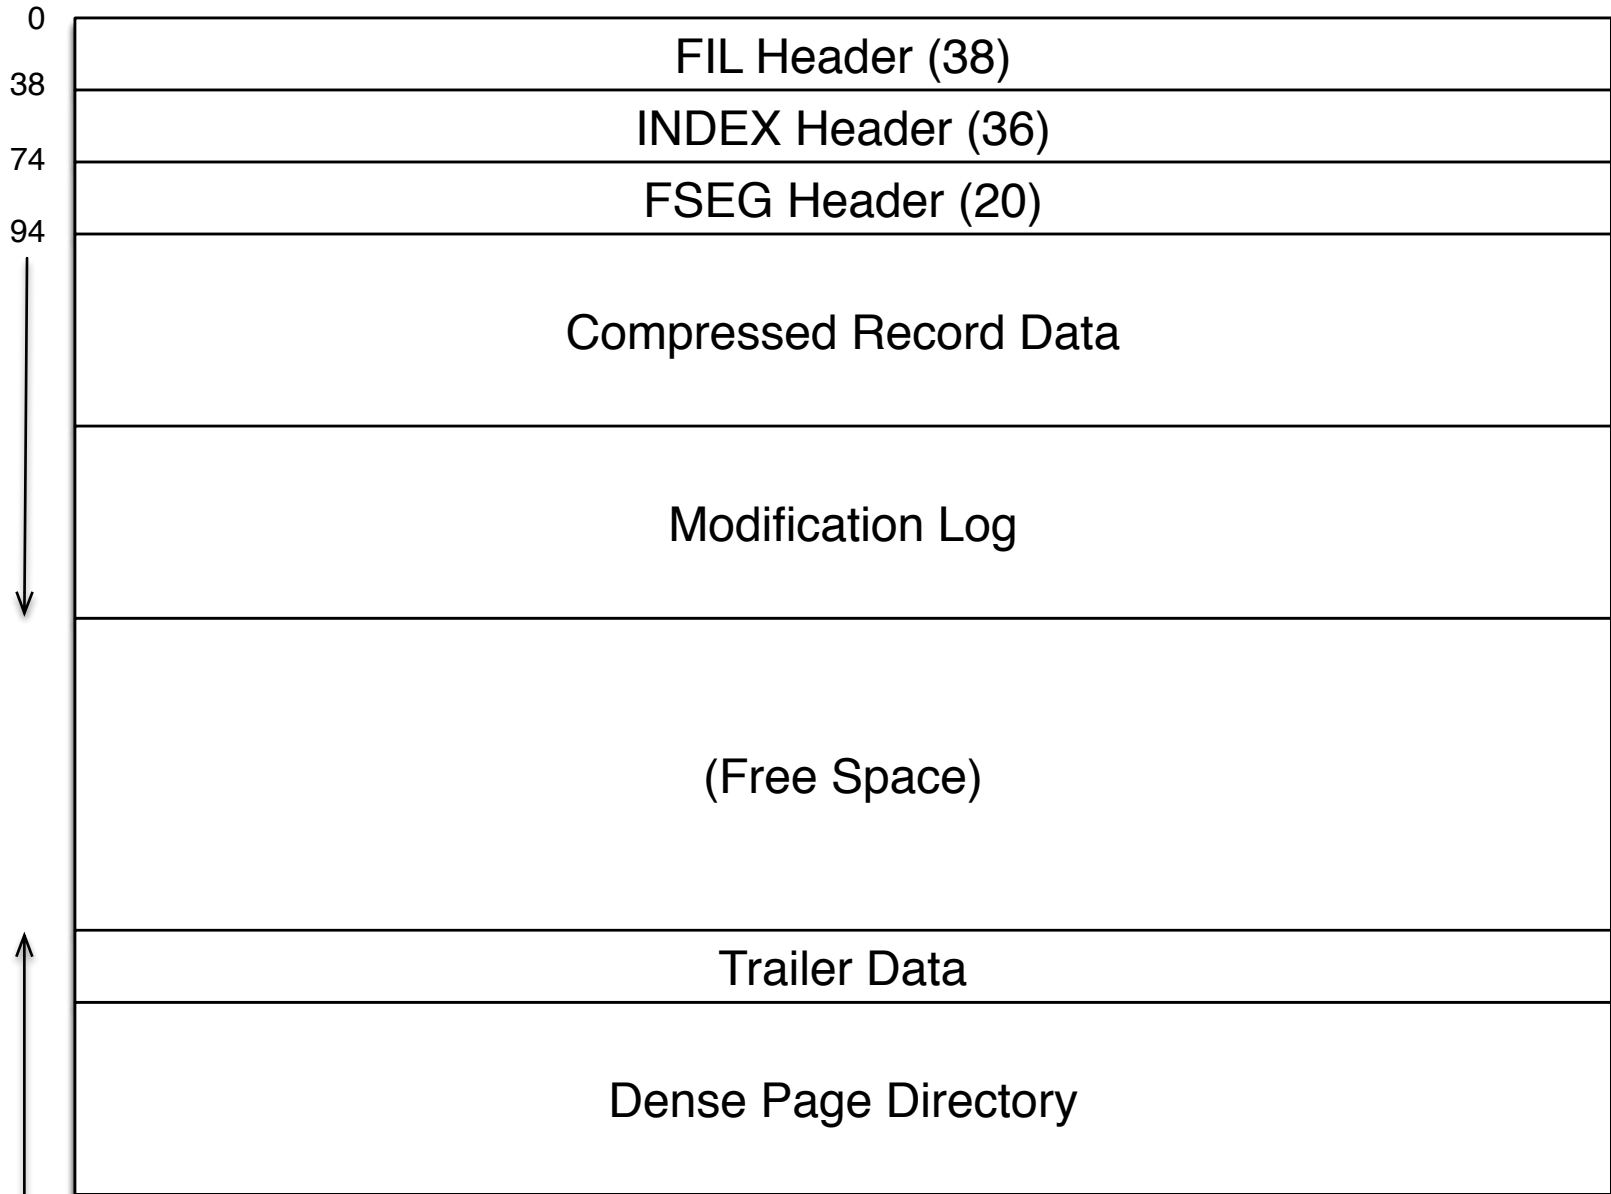 0
FIL Header (38)
38
INDEX Header (36)
74
FSEG Header (20)
94
Compressed Record Data
Modification Log
(Free Space)
Trailer Data
Dense Page Directory